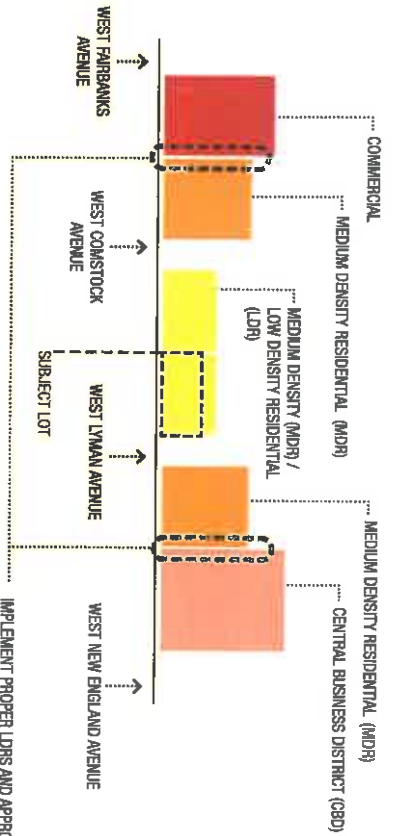 COMMERCIAL
MEDIUM DENSITY RESIDENTIAL (MDR)
MEDIUM DENSITY (MDR) /
LOW DENSITY RESIDENTIAL
(LDR)
MEDIUM DENSITY RESIDENTIAL (MDR)
CENTRAL BUSINESS DISTRICT (CBD)
WEST FAIRBANKS
AVENUE
WEST COMSTOCK
AVENUE
SUBJECT LOT
WEST LYMAN AVENUE
WEST NEW ENGLAND AVENUE
IMPLEMENT PROPER LDRS AND